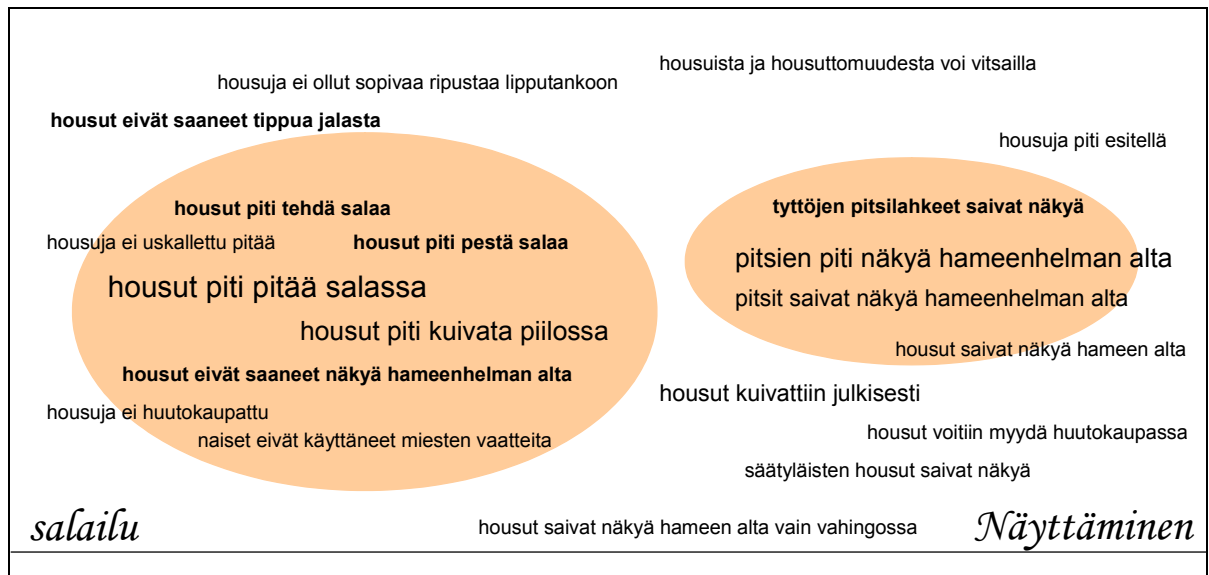 housuista ja housuttomuudesta voi vitsailla
housuja ei ollut sopivaa ripustaa lipputankoon
housut eivät saaneet tippua jalasta
housuja piti esitellä
housut piti tehdä salaa
tyttöjen pitsilahkeet saivat näkyä
housuja ei uskallettu pitää
housut piti pestä salaa
pitsien piti näkyä hameenhelman alta
housut piti pitää salassa
pitsit saivat näkyä hameenhelman alta
housut piti kuivata piilossa
housut saivat näkyä hameen alta
housut eivät saaneet näkyä hameenhelman alta
housut kuivattiin julkisesti
housuja ei huutokaupattu
housut voitiin myydä huutokaupassa
naiset eivät käyttäneet miesten vaatteita
säätyläisten housut saivat näkyä
salailu
housut saivat näkyä hameen alta vain vahingossa
Näyttäminen